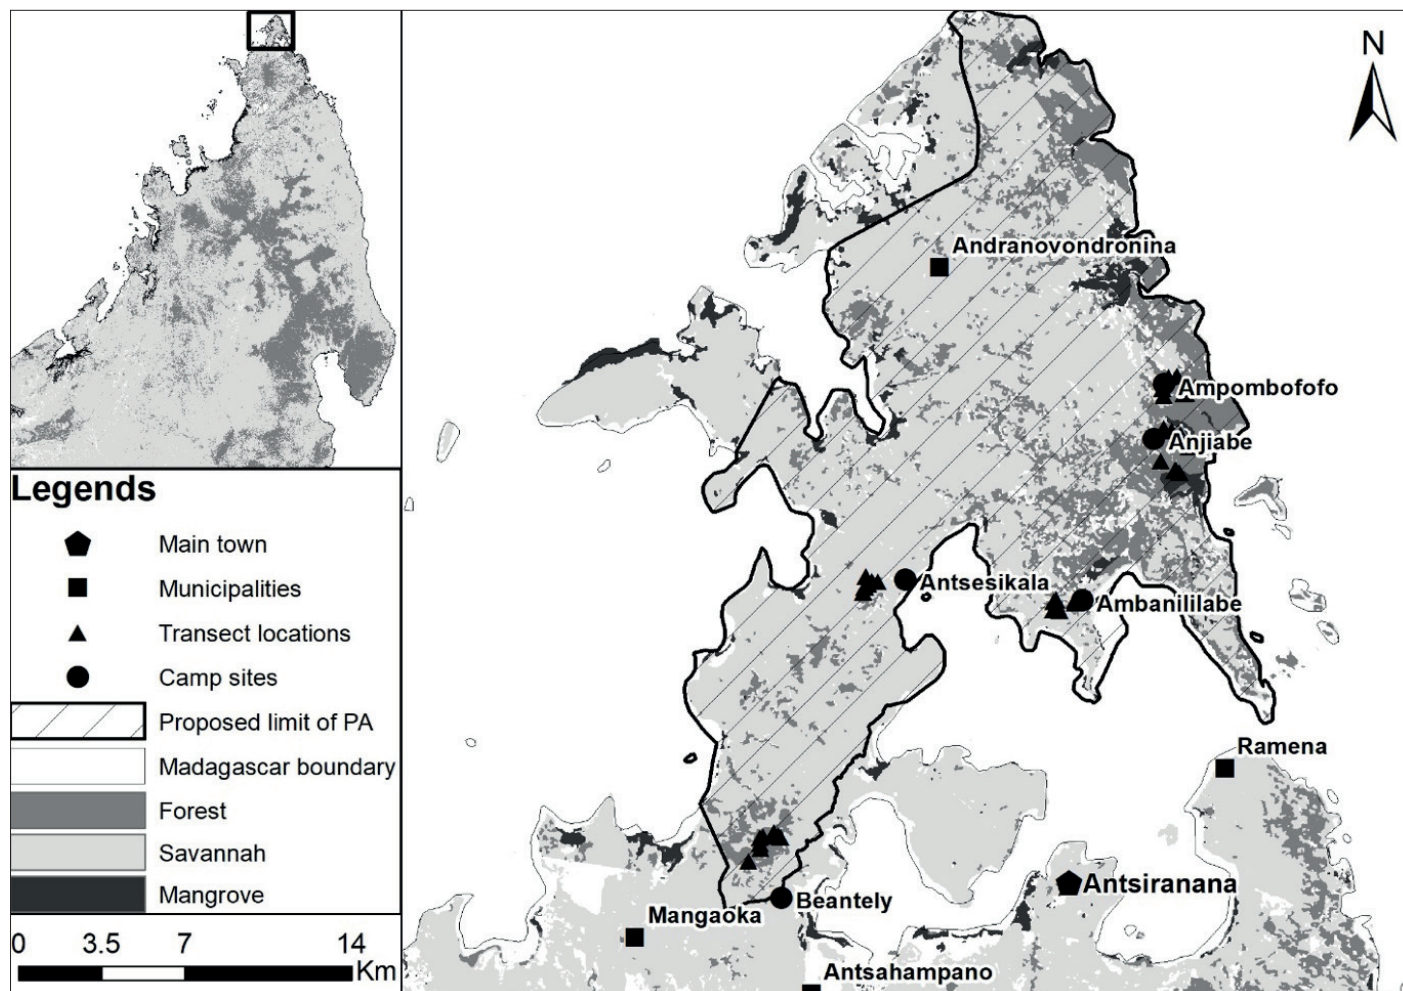 N
Andranovondronina
Ampombofofo
Anjiabe
Antsesikala
Ambanililabe
Ramena
Antsiranana
Mangaoka
Beantely
Antsahampano
Legends
Main town
Municipalities
Transect locations
Camp sites
Proposed limit of PA
Madagascar boundary
Forest
Savannah
Mangrove
0 3.5 7 14
Km